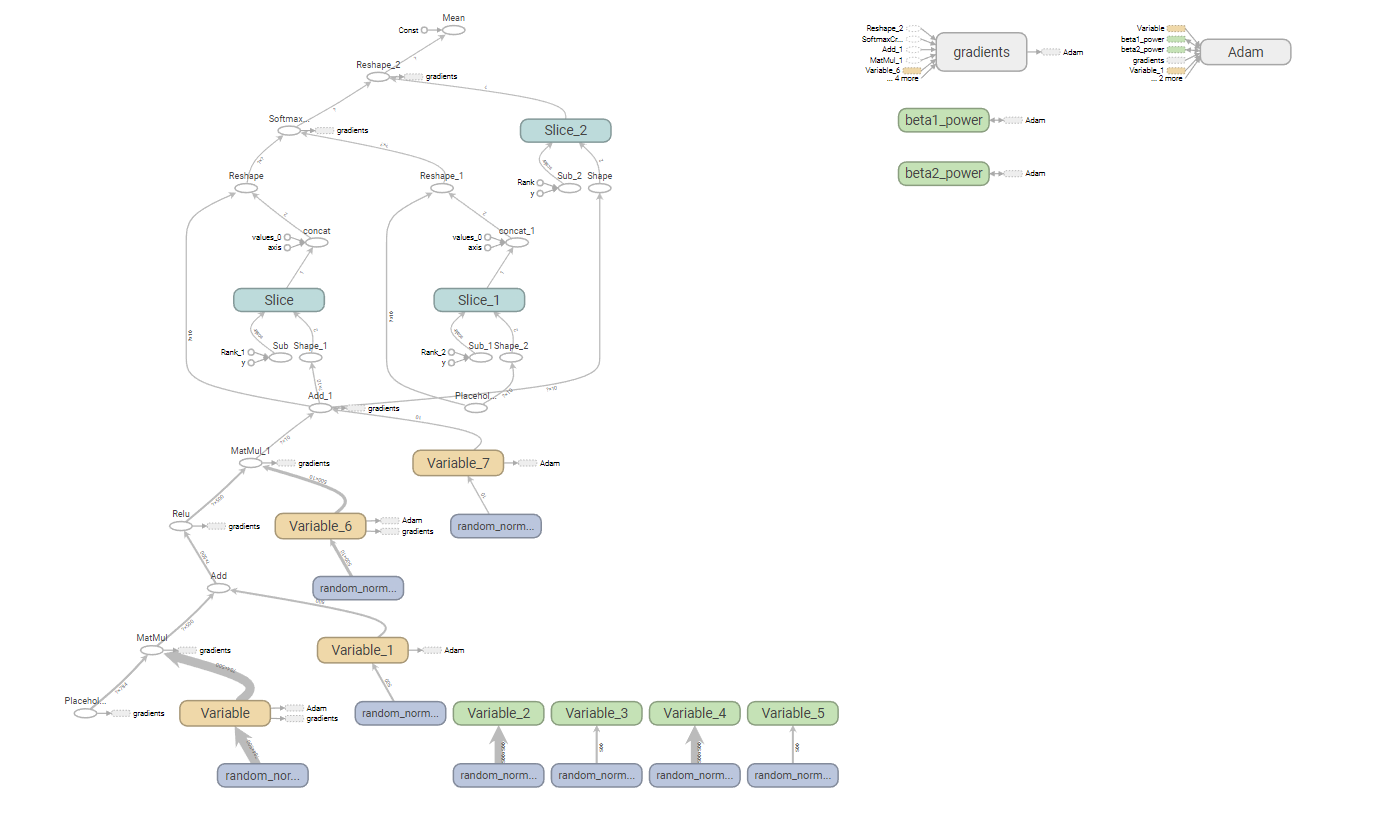 Mean
Const
Reshape_2
gradients
Softmax...
gradients
Slice_2
Reshape
Reshape_1
Rank
Sub_2
Shape
y
values_0
concat
axis
values_0
concat_1
axis
Slice
Slice_1
Rank_1
Sub
Shape_1
y
Rank_2
Sub_1
Shape_2
y
Add_1
gradients
Placehol...
MatMul_1
gradients
Variable_7
Adam
Relu
gradients
Variable_6
Adam
gradients
random_norm...
Add
random_norm...
MatMul
gradients
Variable_1
Adam
Placehol...
gradients
Variable
Adam
gradients
random_norm...
Variable_2
Variable_3
Variable_4
Variable_5
random_nor...
random_norm...
random_norm...
random_norm...
random_norm...
Reshape_2
SoftmaxCr...
Add_1
MatMul_1
Variable_6
... 4 more
gradients
Adam
Variable
beta1_power
beta2_power
gradients
Variable_1
... 2 more
Adam
beta1_power
Adam
beta2_power
Adam